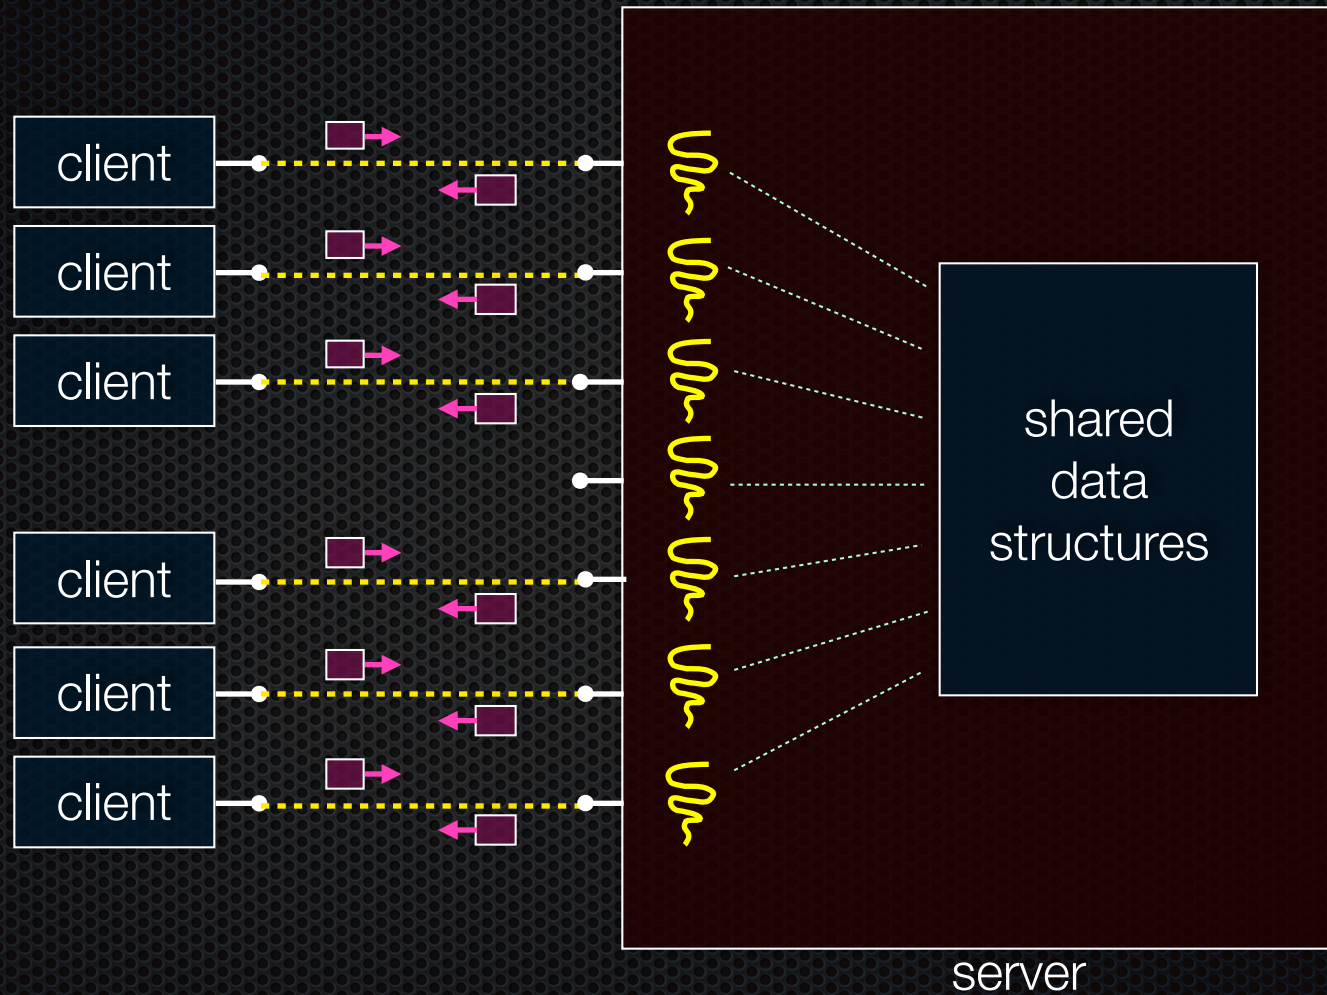 client
client
client
client
client
client
shared
data
structures
server